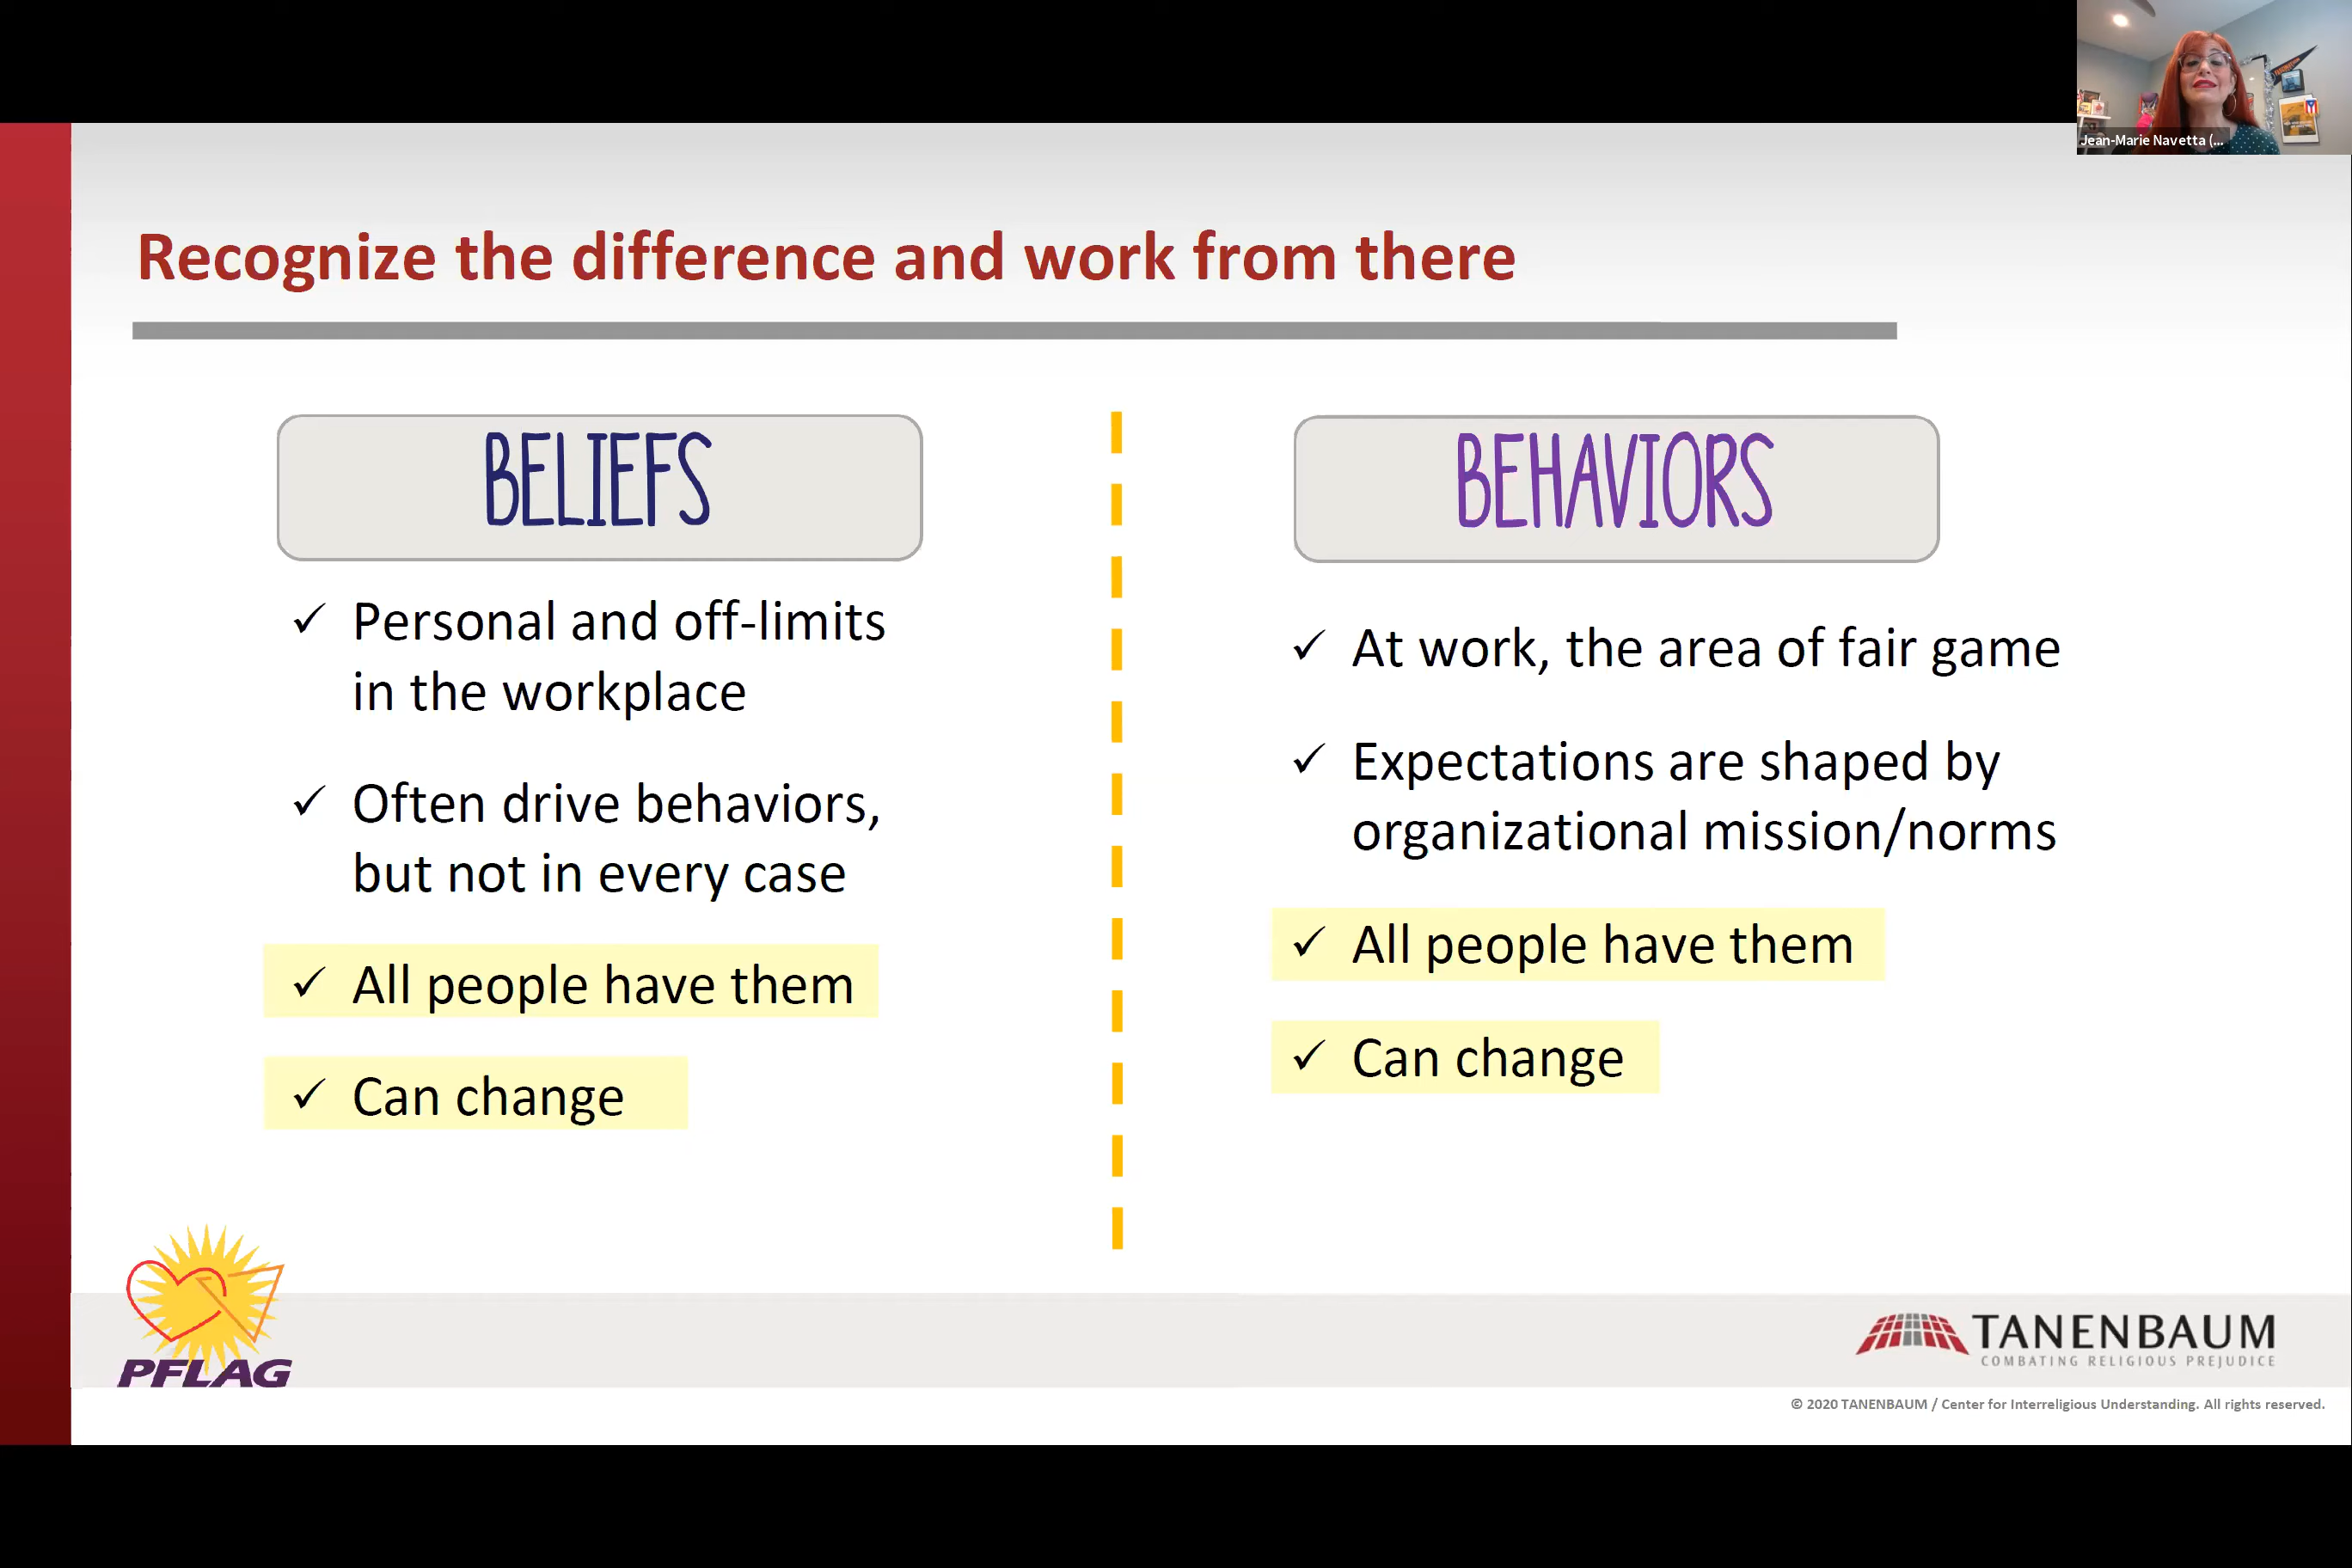 Jean-Marie Navetta (...
Recognize the difference and work from there
BELIEFS
✓ Personal and off-limits
in the workplace
✓ Often drive behaviors,
but not in every case
✓ All people have them
✓ Can change
BEHAVIORS
✓ At work, the area of fair game
✓ Expectations are shaped by
organizational mission/norms
✓ All people have them
✓ Can change
PFLAG
TANENBAUM
COMBATING RELIGIOUS PREJUDICE
© 2020 TANENBAUM / Center for Interreligious Understanding. All rights reserved.